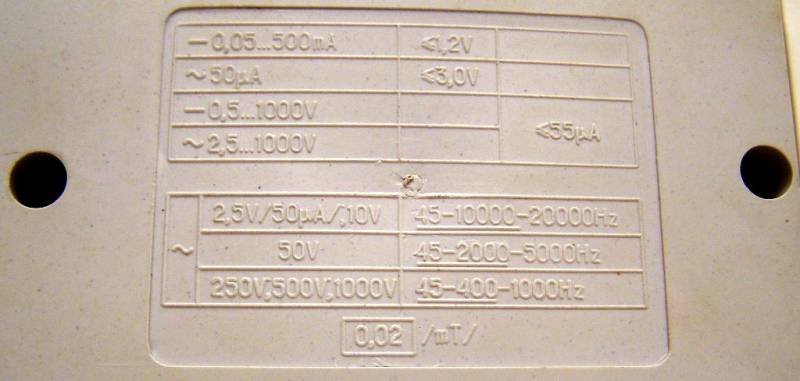 —0,05...500mA ⩽1,2V
~50μA ⩽3,0V
—0,5...1000V
⩽55μA
~2,5...1000V
2,5V/50μA/;10V 45-10000-20000Hz
~ 50V 45-2000-5000Hz
250V;500V;1000V 45-400-1000Hz
0,02 /mT/